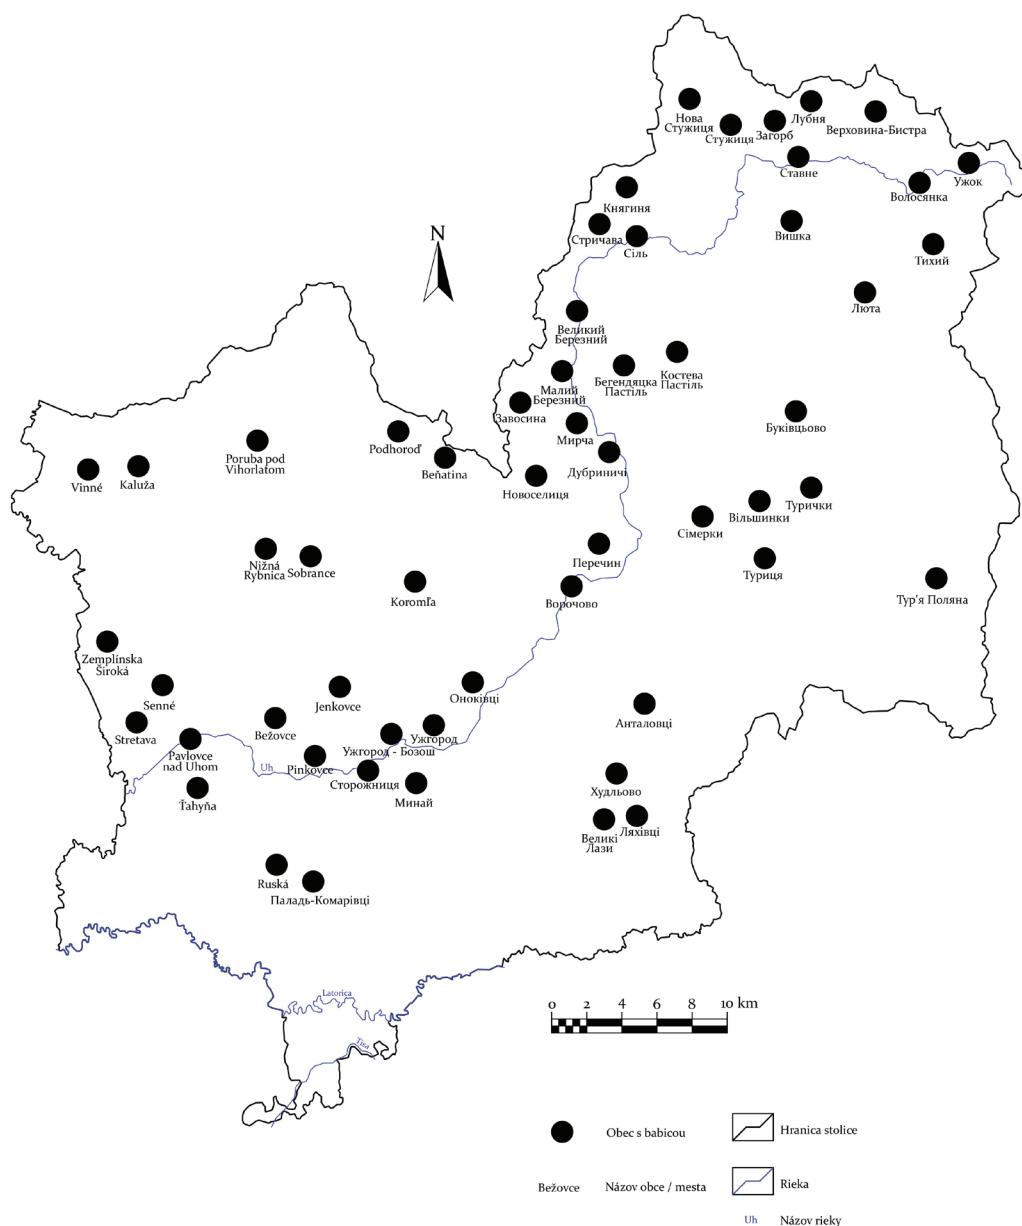 Нова
Стужиця
Стужиця
Загорб
Лубня
Верховина-Бистра
Ставне
Ужок
Волосянка
Княгиня
Стричава
Сіль
Вишка
Тихий
N
Люта
Великий
Березний
Костева
Пастіль
Бегендяцка
Пастіль
Малий
Березний
Завосина
Мирча
Буківцьово
Дубриничі
Podhoroď
Poruba pod
Vihorlatom
Beňatina
Vinné
Kaluža
Новоселиця
Турички
Вільшинки
Сімерки
Перечин
Туриця
Nižná
Rybnica
Sobrance
Koromľa
Ворочово
Тур'я Поляна
Zemplínska
Široká
Senné
Jenkovce
Оноківці
Анталовці
Stretava
Bežovce
Ужгород
Ужгород - Бозош
Pavlovce
nad Uhom
Uh
Pinkovce
Сторожниця
Минай
Худльово
Ťahyňa
Великі
Лази
Ляхівці
Ruská
Паладь-Комарівці
Latorica
Tisa
0 2 4 6 8 10 km
Obec s babicou
Hranica stolice
Bežovce
Názov obce / mesta
Rieka
Uh
Názov rieky